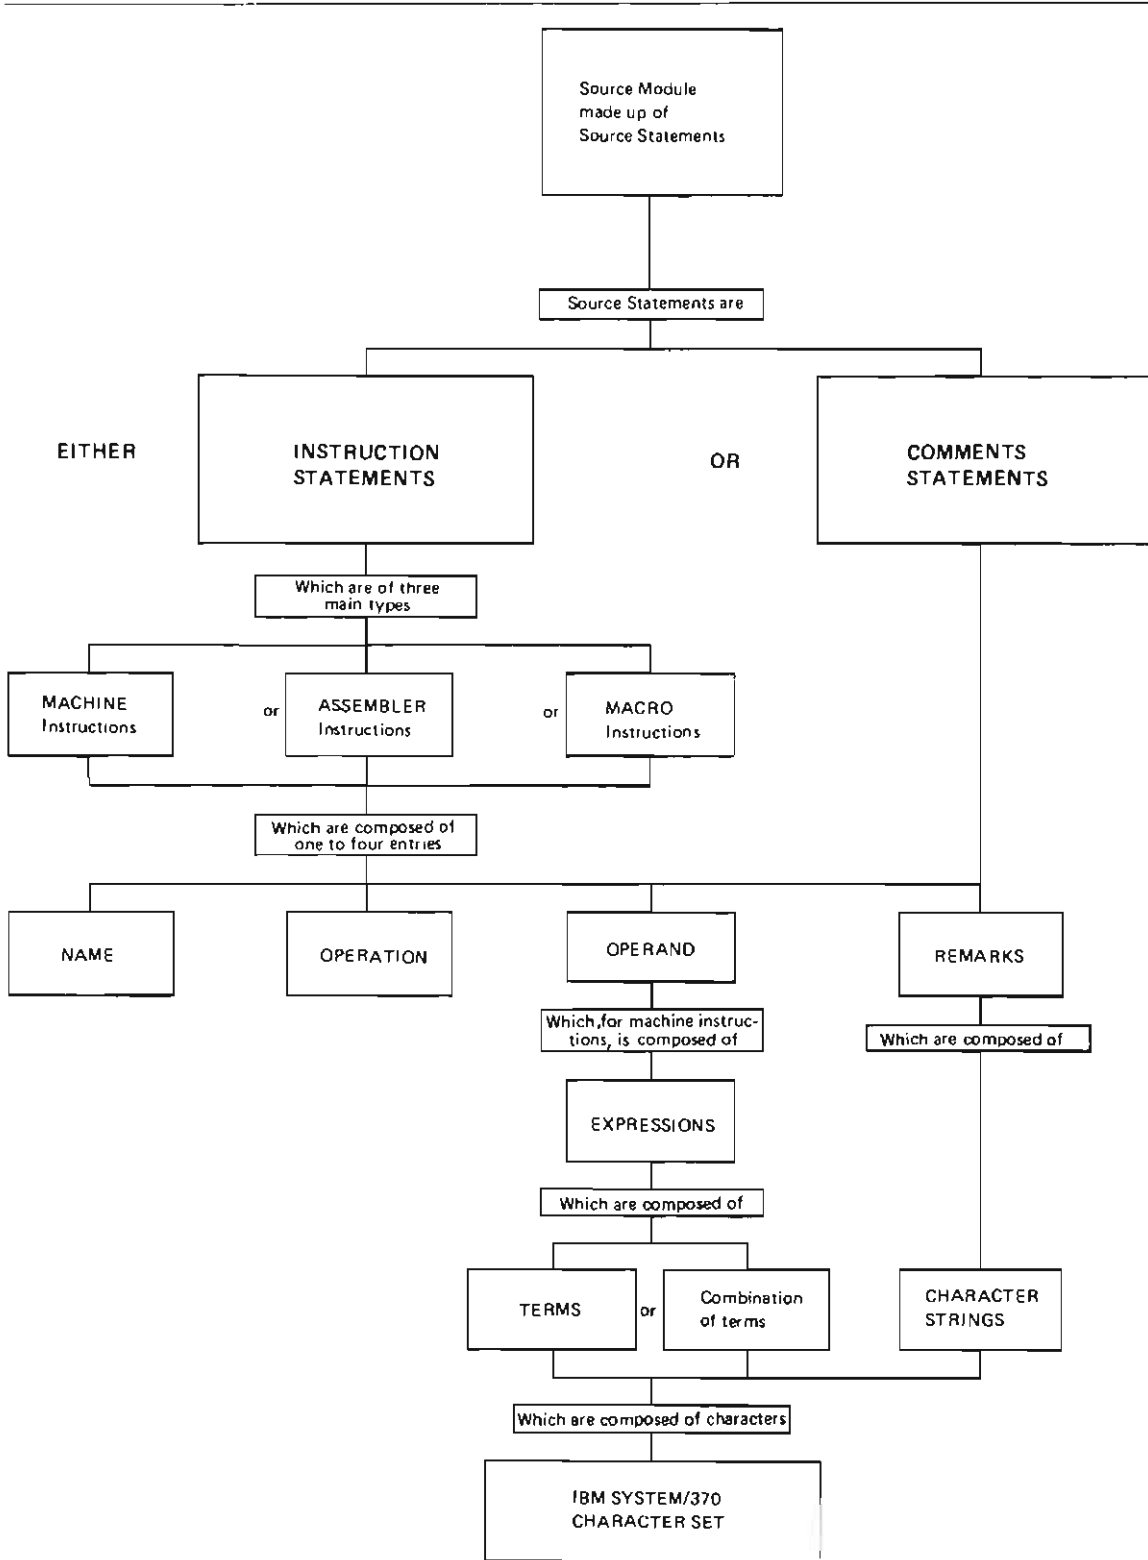 Source Module
made up of
Source Statements
Source Statements are
EITHER
INSTRUCTION
STATEMENTS
OR
COMMENTS
STATEMENTS
Which are of three
main types
MACHINE
Instructions
or
ASSEMBLER
Instructions
or
MACRO
Instructions
Which are composed of
one to four entries
NAME
OPERATION
OPERAND
REMARKS
Which, for machine instruc-
tions, is composed of
Which are composed of
EXPRESSIONS
Which are composed of
TERMS
or
Combination
of terms
CHARACTER
STRINGS
Which are composed of characters
IBM SYSTEM/370
CHARACTER SET